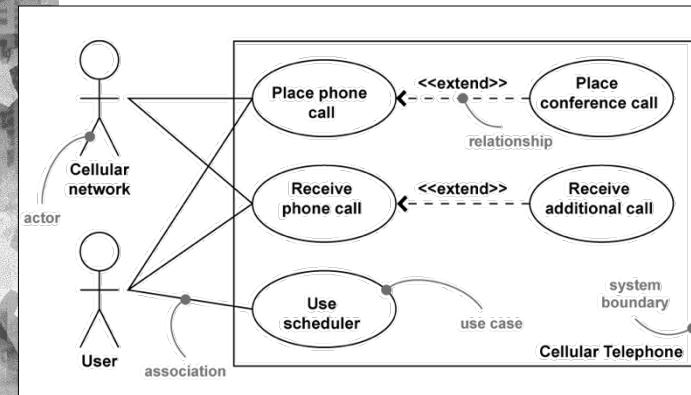 Place phone
call
<<extend>>
Place
conference call
relationship
Cellular
network
actor
Receive
phone call
<<extend>>
Receive
additional call
User
association
Use
scheduler
use case
system
boundary
Cellular Telephone